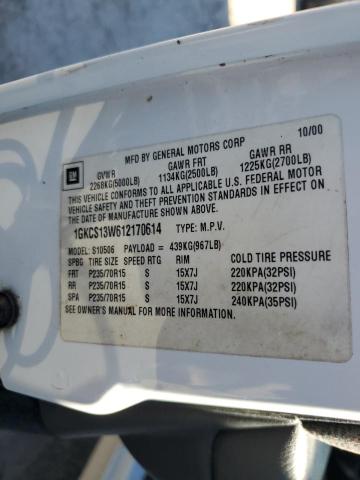 MFD BY GENERAL MOTORS CORP 10/00
GM GVWR GAWR FRT GAWR RR
2268KG(5000LB) 1134KG(2500LB) 1225KG(2700LB)
THIS VEHICLE CONFORMS TO ALL APPLICABLE U.S. FEDERAL MOTOR
VEHICLE SAFETY AND THEFT PREVENTION STANDARDS IN EFFECT ON
THE DATE OF MANUFACTURE SHOWN ABOVE.
1GKCS13W612170614 TYPE: M.P.V.
MODEL: S10506 PAYLOAD = 439KG(967LB)
SPBG TIRE SIZE SPEED RTG RIM COLD TIRE PRESSURE
FRT P235/70R15 S 15X7J 220KPA(32PSI)
RR P235/70R15 S 15X7J 220KPA(32PSI)
SPA P235/70R15 S 15X7J 240KPA(35PSI)
SEE OWNER'S MANUAL FOR MORE INFORMATION.